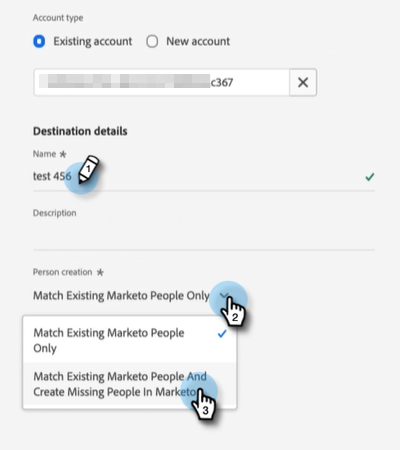 Account type
Existing account New account
c367
Destination details
Name *
test 456
1
Description
Person creation *
Match Existing Marketo People Only
2
Match Existing Marketo People
Only
Match Existing Marketo People And
Create Missing People In Marketo
3